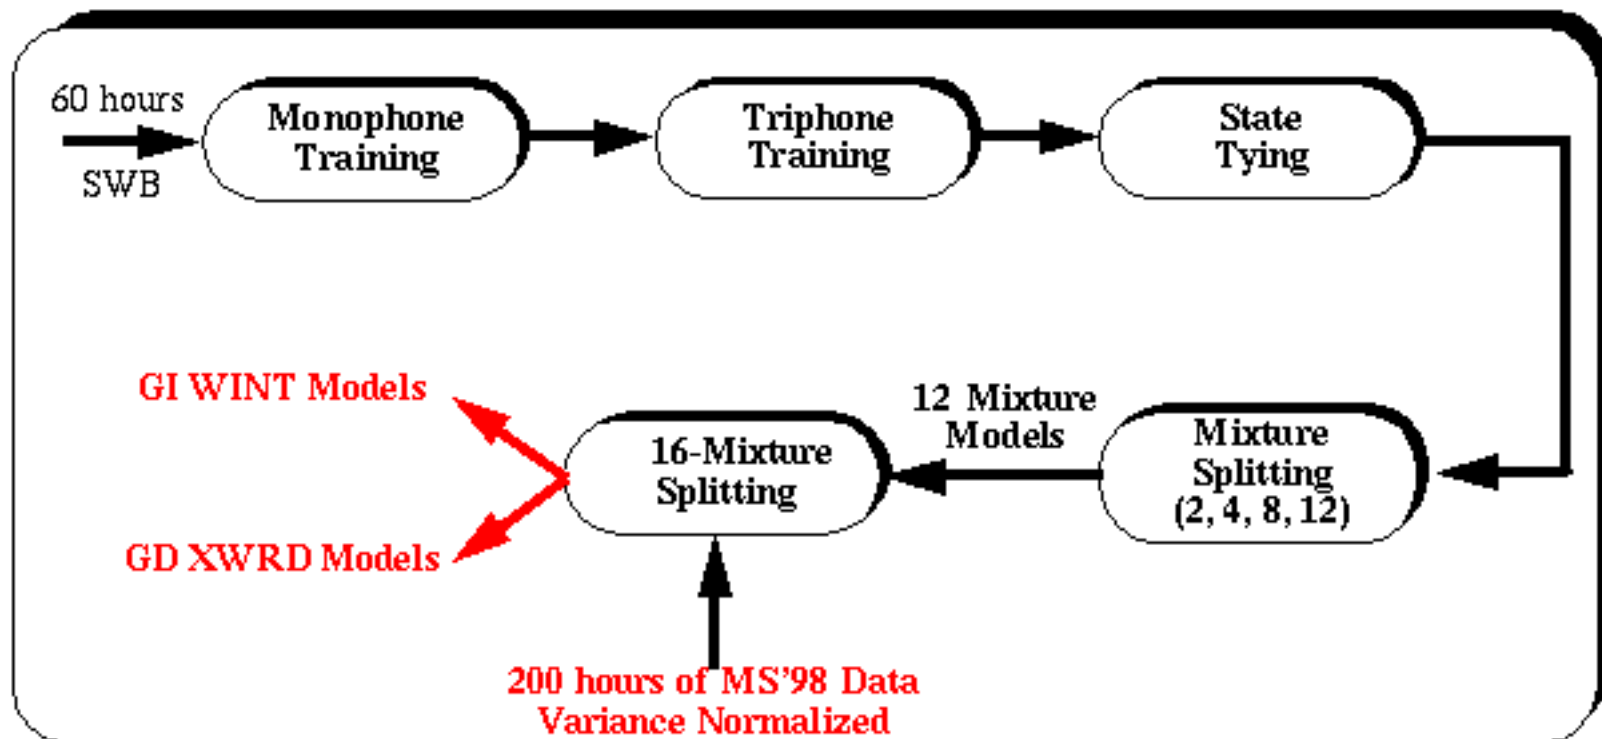 60 hours
SWB
Monophone
Training
Triphone
Training
State
Tying
Mixture
Splitting
(2, 4, 8, 12)
12 Mixture
Models
16-Mixture
Splitting
GI WINT Models
GD XWRD Models
200 hours of MS'98 Data
Variance Normalized